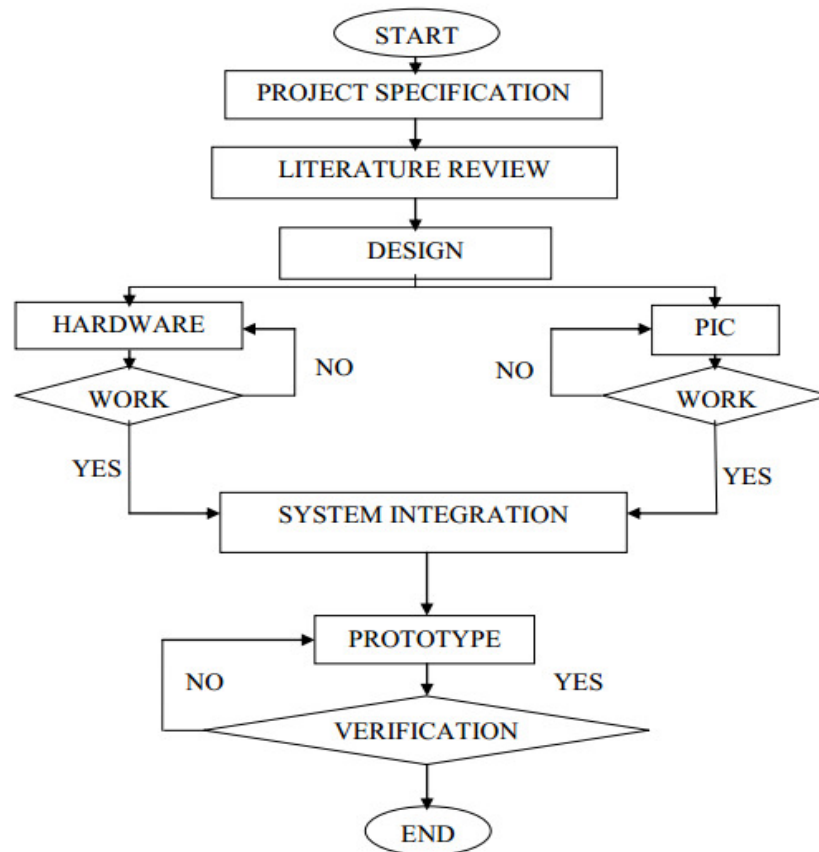 START
PROJECT SPECIFICATION
LITERATURE REVIEW
DESIGN
HARDWARE
PIC
NO
NO
WORK
WORK
YES
YES
SYSTEM INTEGRATION
PROTOTYPE
NO
YES
VERIFICATION
END